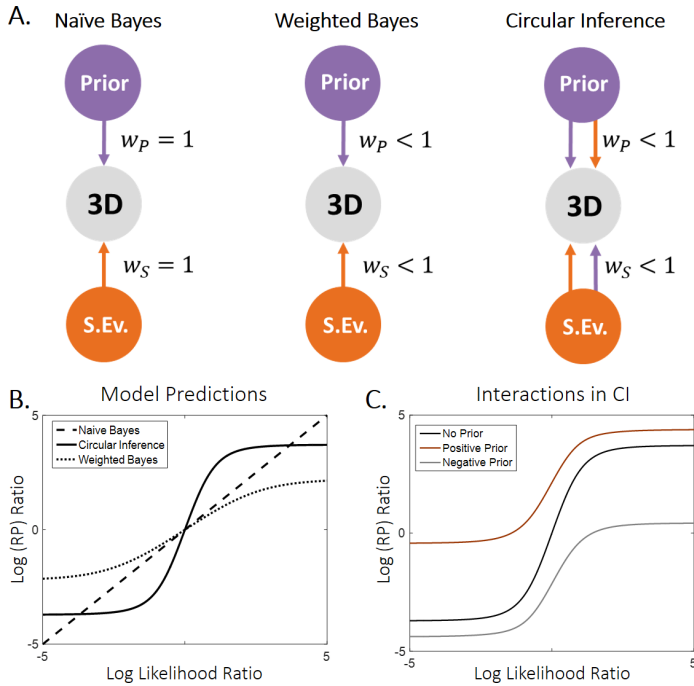 A.
Naïve Bayes
Weighted Bayes
Circular Inference
Prior
Prior
Prior
w_P = 1
w_P < 1
w_P < 1
3D
3D
3D
w_S = 1
w_S < 1
w_S < 1
S.Ev.
S.Ev.
S.Ev.
B.
Model Predictions
5
Naive Bayes
Circular Inference
Weighted Bayes
Log (RP) Ratio
0
-5
-5
5
Log Likelihood Ratio
C.
Interactions in CI
5
No Prior
Positive Prior
Negative Prior
Log (RP) Ratio
0
-5
-5
5
Log Likelihood Ratio